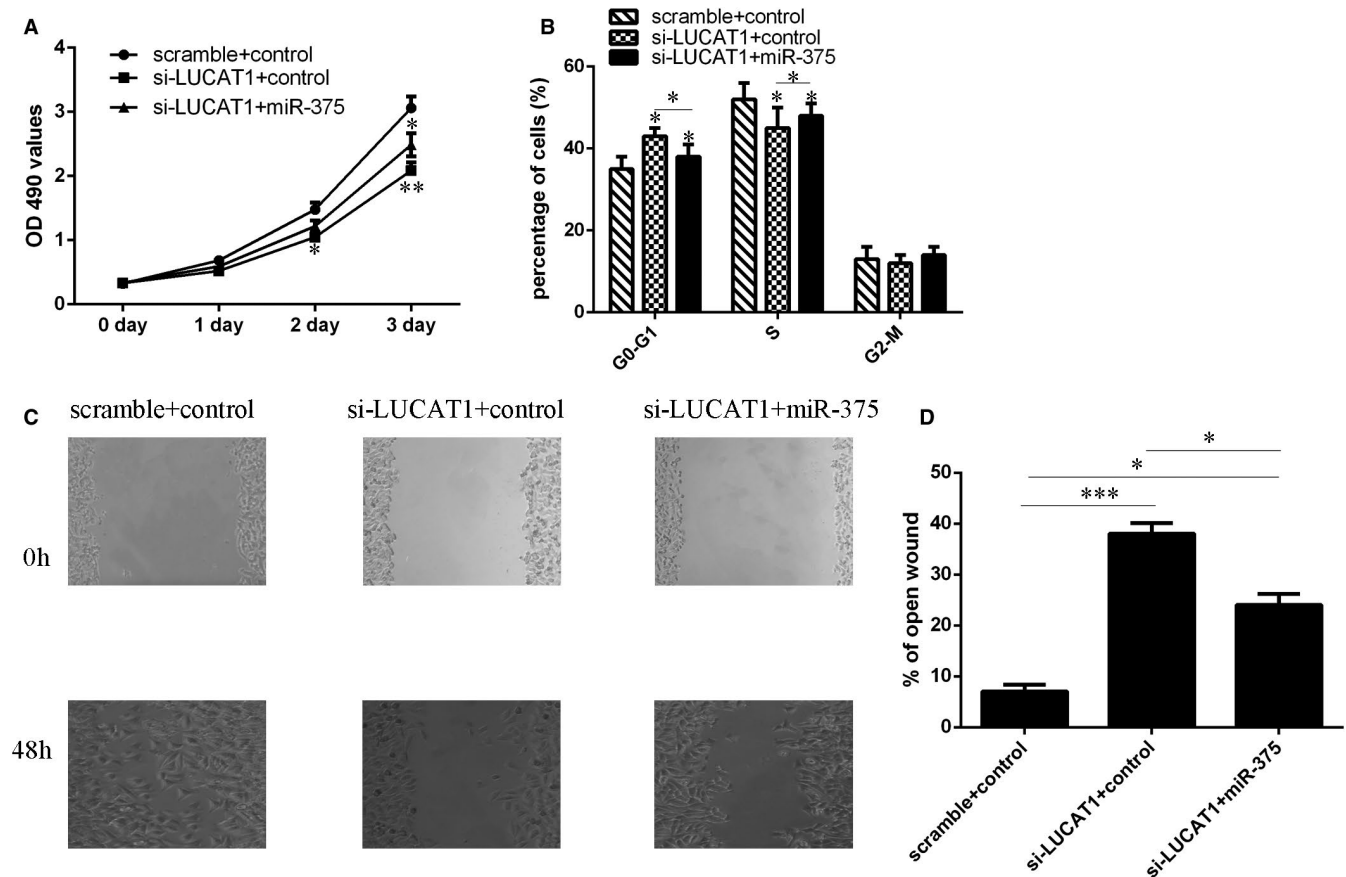 A
4
3
2
1
0
OD 490 values
scramble+control
si-LUCAT1+control
si-LUCAT1+miR-375
*
*
**
0 day
1 day
2 day
3 day
B
scramble+control
si-LUCAT1+control
si-LUCAT1+miR-375
60
40
20
0
percentage of cells (%)
*
*
*
*
*
*
G0-G1
S
G2-M
C
scramble+control
si-LUCAT1+control
si-LUCAT1+miR-375
0h
48h
D
*
*
***
50
40
30
20
10
0
% of open wound
scramble+control
si-LUCAT1+control
si-LUCAT1+miR-375